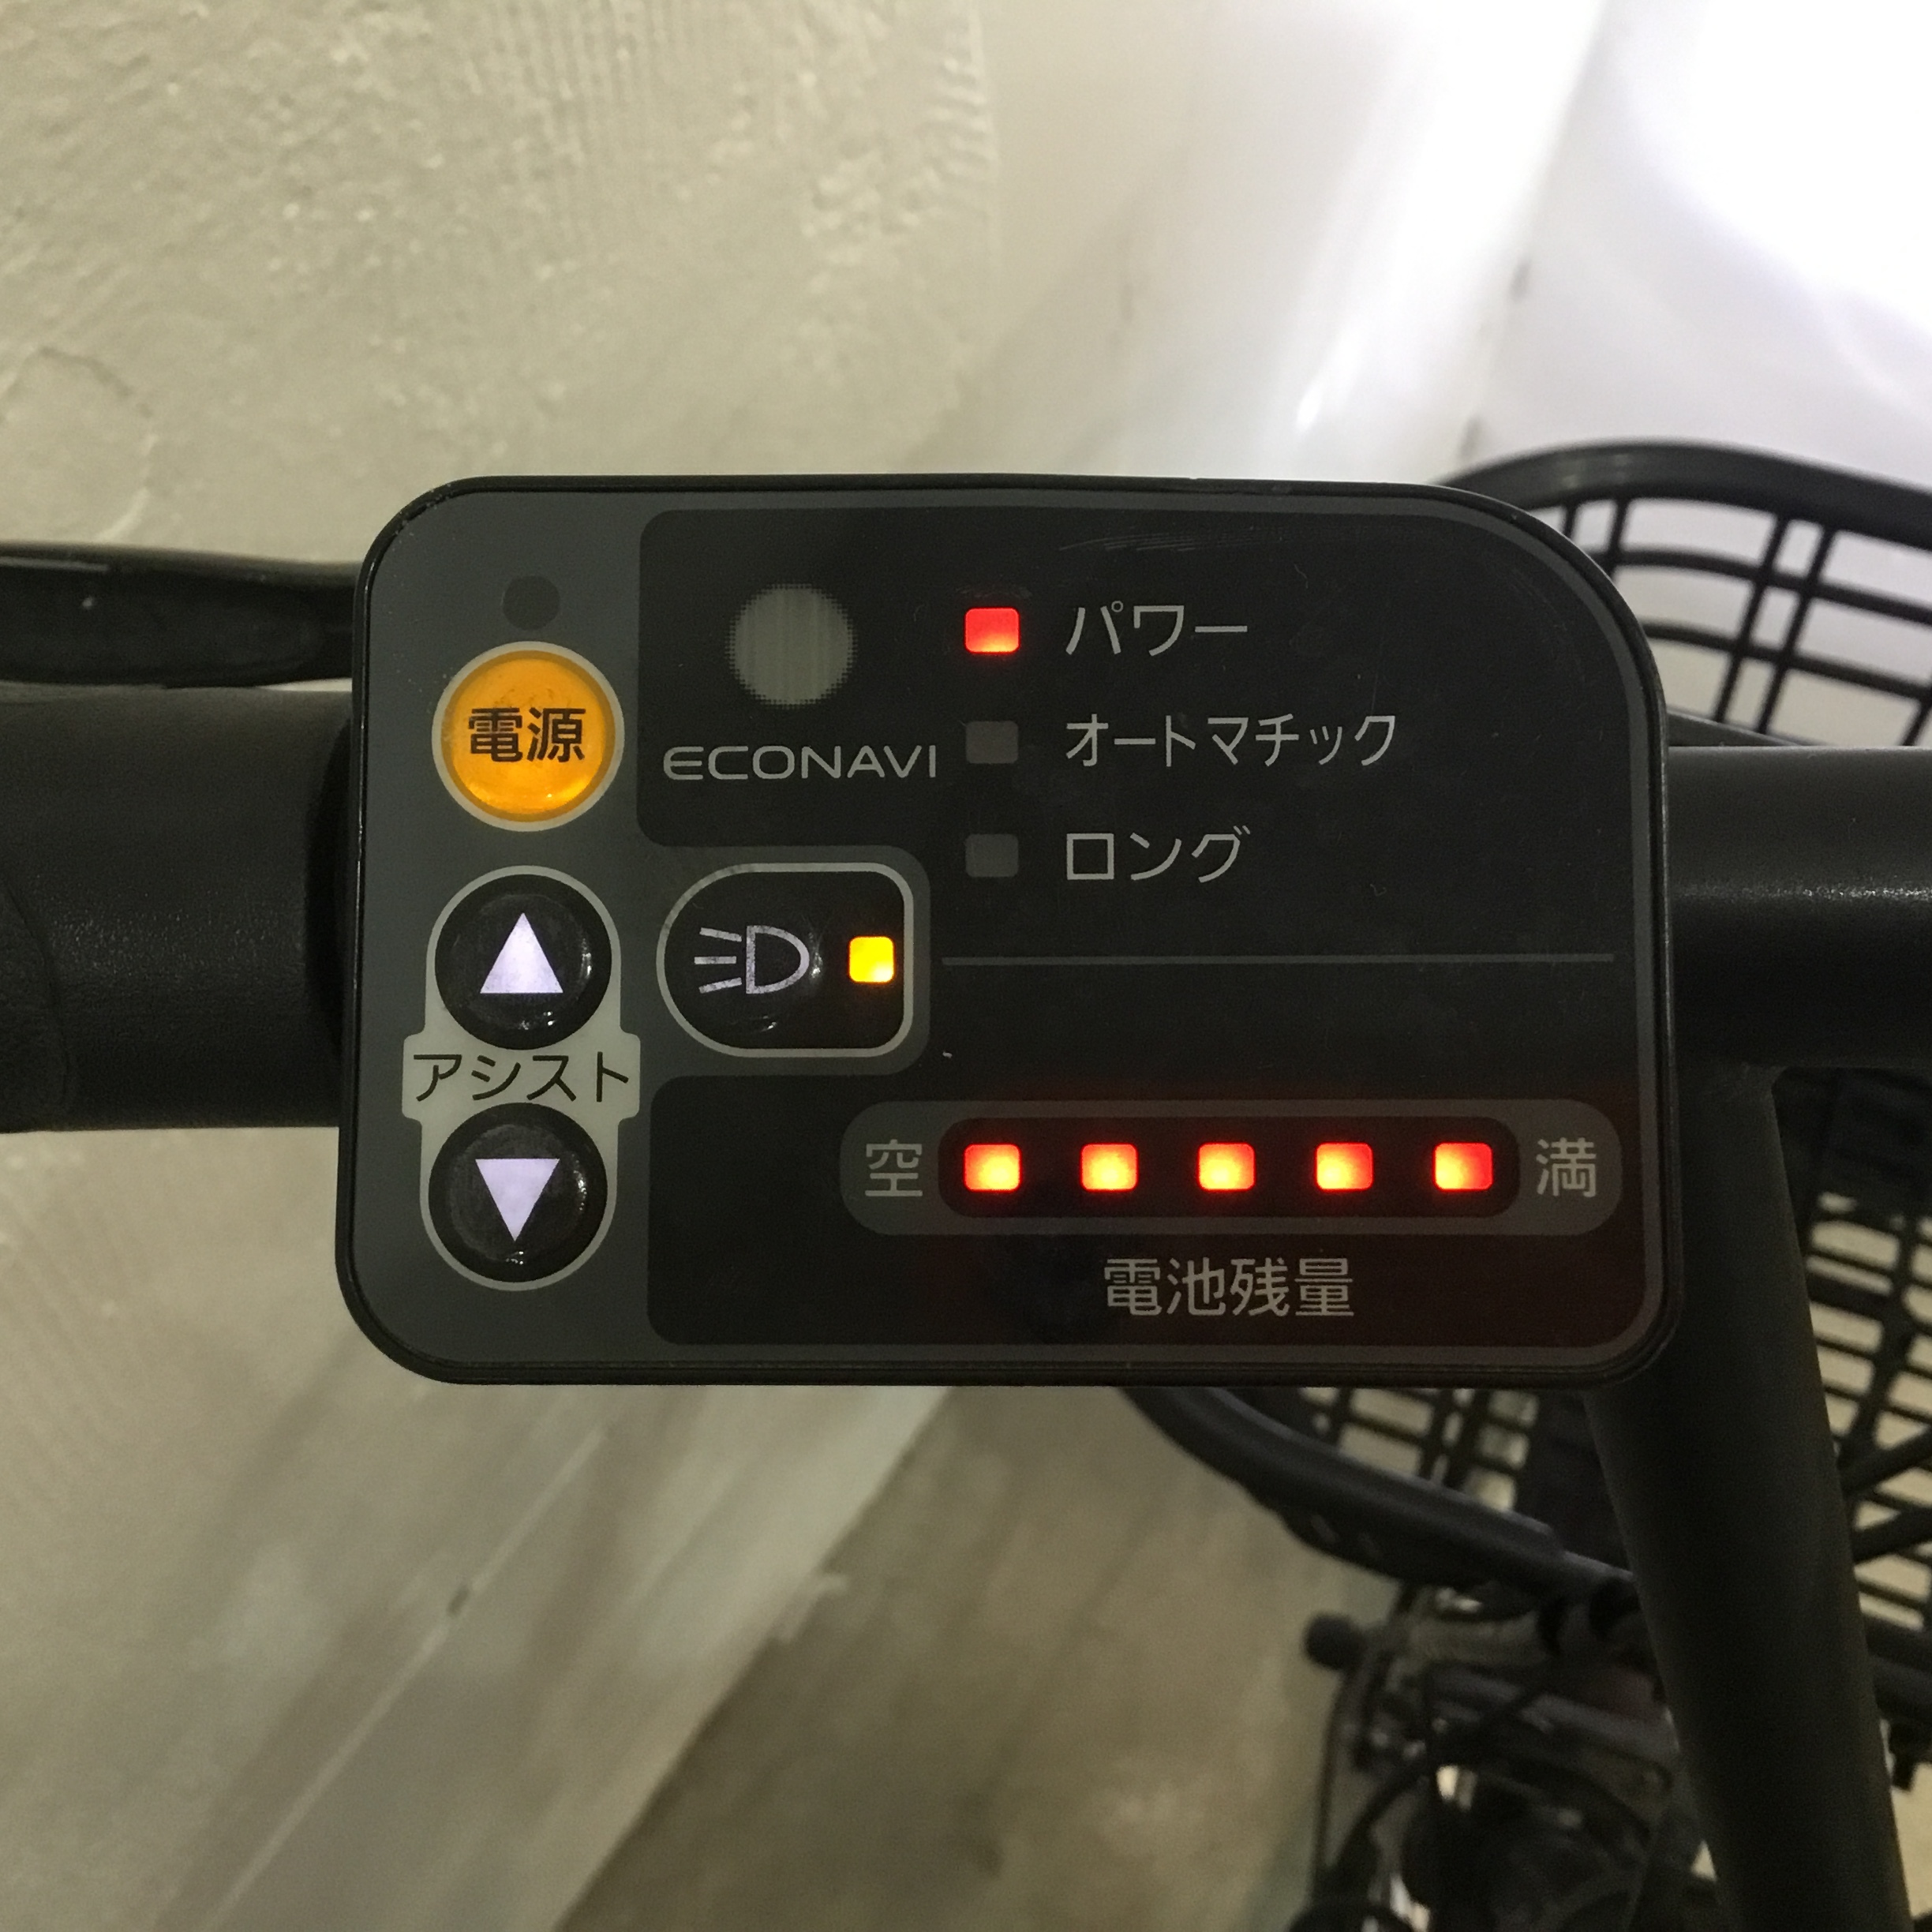 電源
ECONAVI
パワー
オートマチック
ロング
アシスト
空
満
電池残量